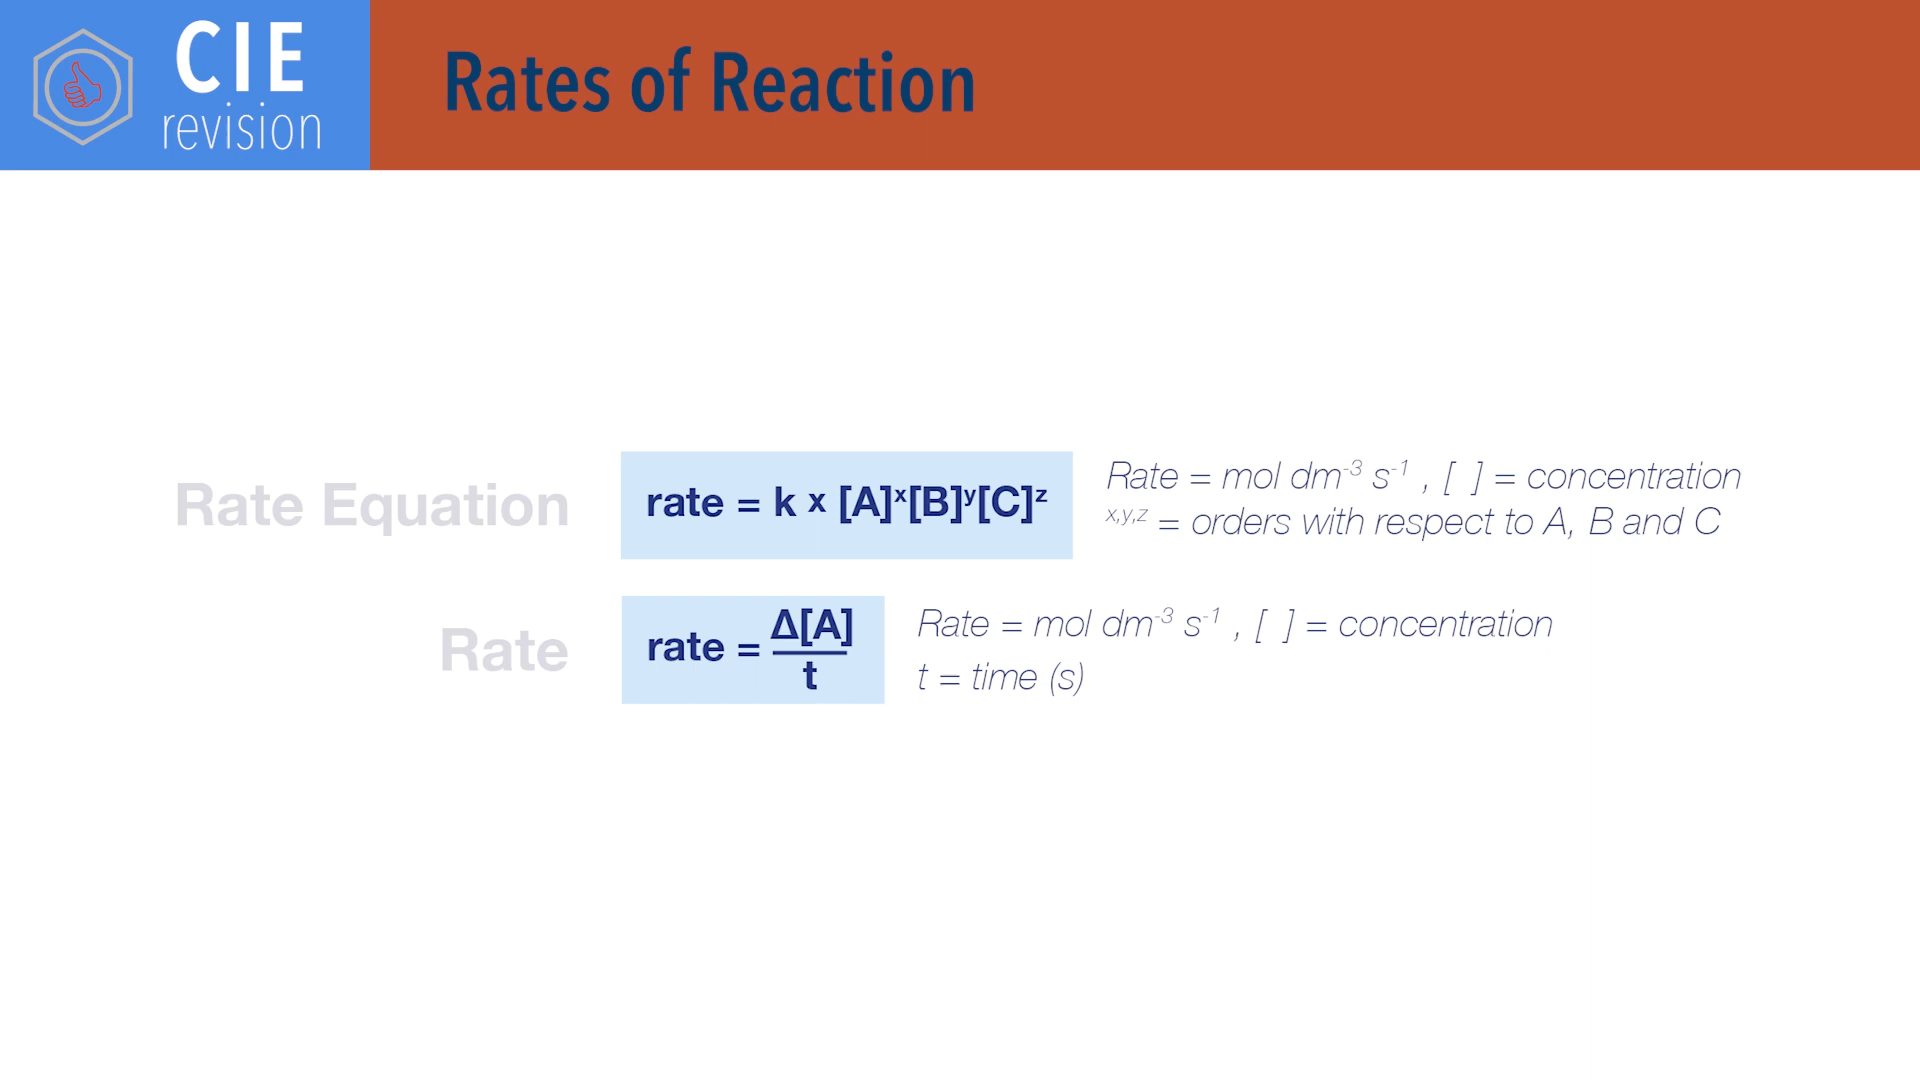 CIE
revision
Rates of Reaction
Rate Equation
rate = k x [A]ˣ[B]ʸ[C]ᶻ
Rate = mol dm⁻³ s⁻¹ , [ ] = concentration
ˣ,ʸ,ᶻ = orders with respect to A, B and C
Rate
rate = Δ[A]
t
Rate = mol dm⁻³ s⁻¹ , [ ] = concentration
t = time (s)